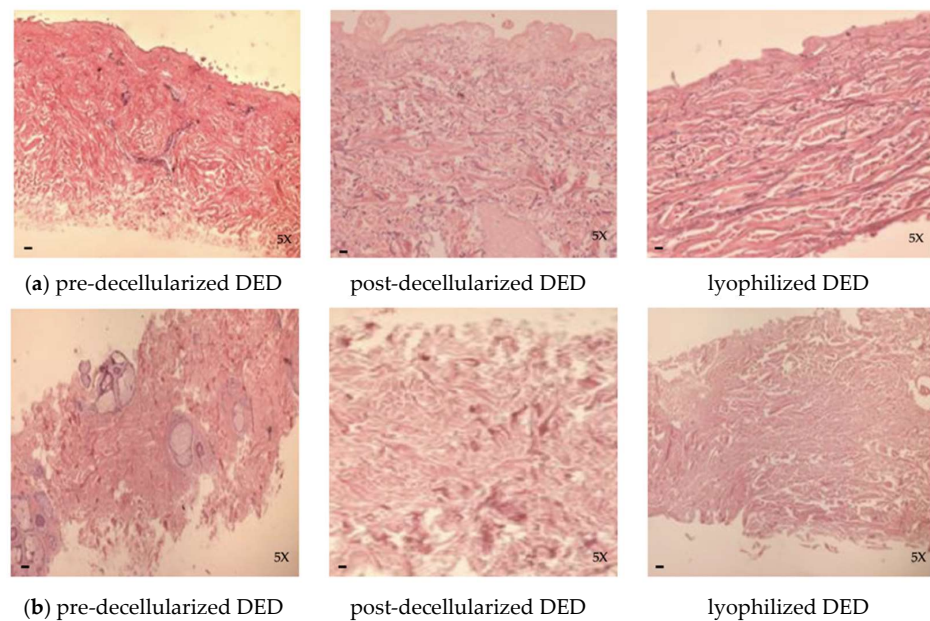 5X
5X
5X
(a) pre-decellularized DED post-decellularized DED lyophilized DED
5X
5X
5X
(b) pre-decellularized DED post-decellularized DED lyophilized DED